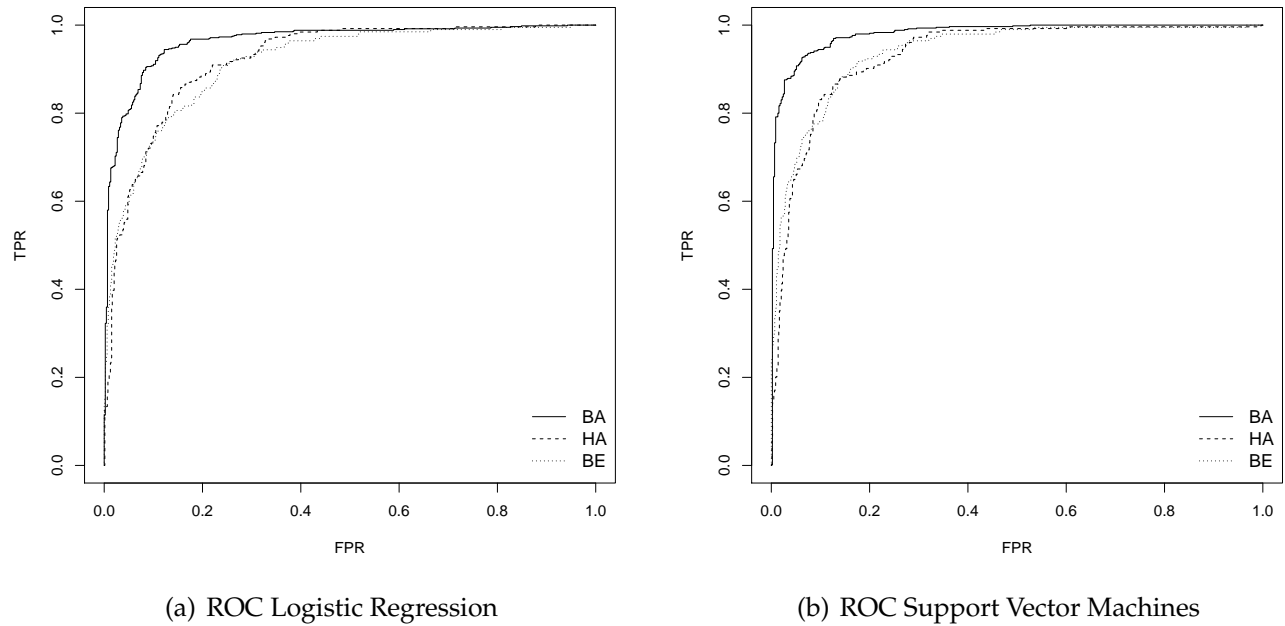 TPR
1.0
0.8
0.6
0.4
0.2
0.0
BA
HA
BE
0.0 0.2 0.4 0.6 0.8 1.0
FPR
(a) ROC Logistic Regression
TPR
1.0
0.8
0.6
0.4
0.2
0.0
BA
HA
BE
0.0 0.2 0.4 0.6 0.8 1.0
FPR
(b) ROC Support Vector Machines